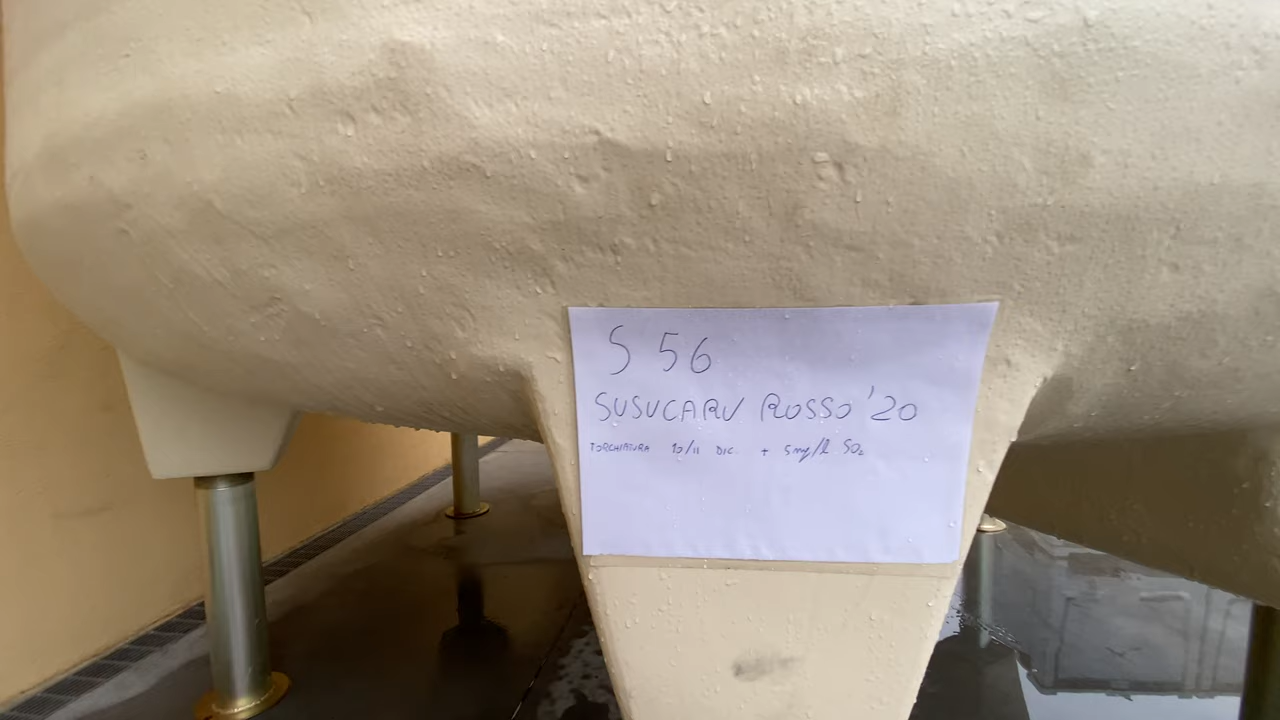 S 56
SUSUCARU ROSSO '20
TORCHIATURA 10/11 DIC. + 5mg/l SO₂